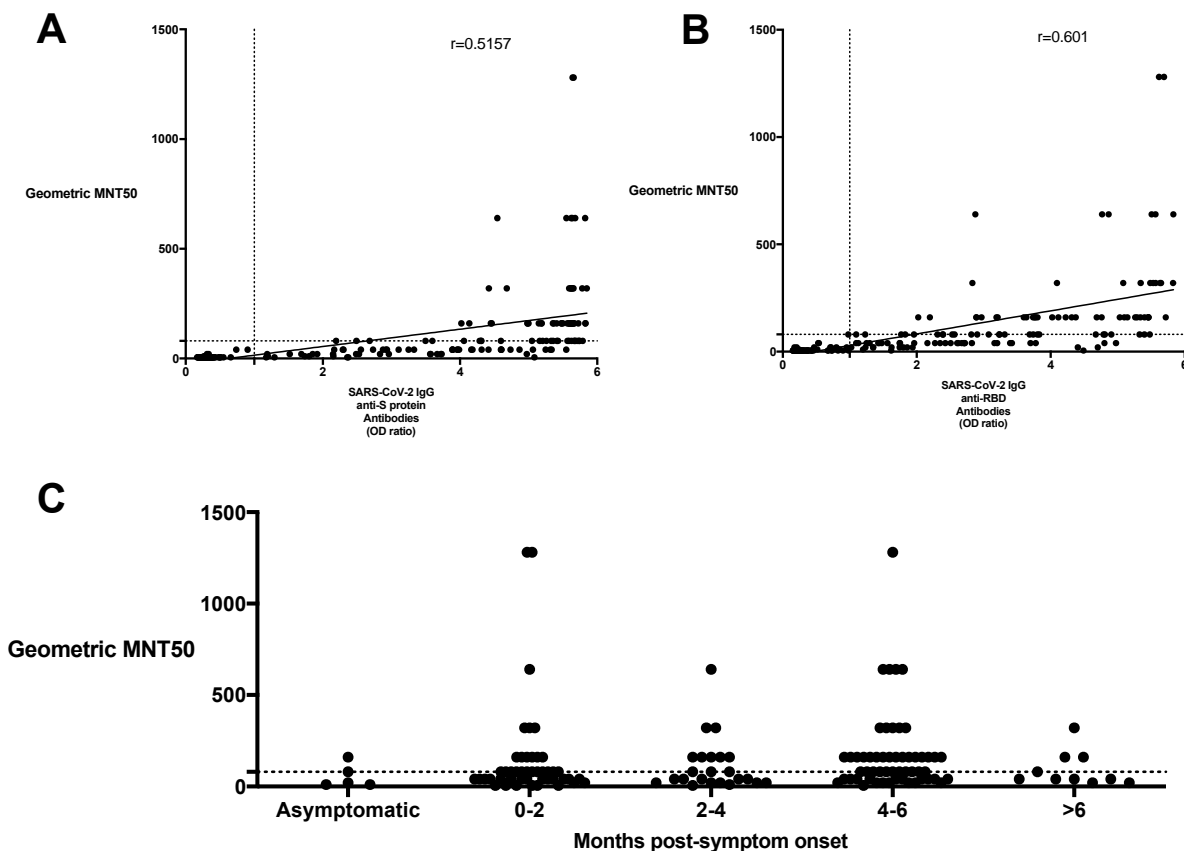 A
r=0.5157
1500
1000
500
0
Geometric MNT50
0 2 4 6
SARS-CoV-2 IgG
anti-S protein
Antibodies
(OD ratio)
B
r=0.601
1500
1000
500
0
Geometric MNT50
0 2 4 6
SARS-CoV-2 IgG
anti-RBD
Antibodies
(OD ratio)
C
1500
1000
500
0
Geometric MNT50
Asymptomatic 0-2 2-4 4-6 >6
Months post-symptom onset